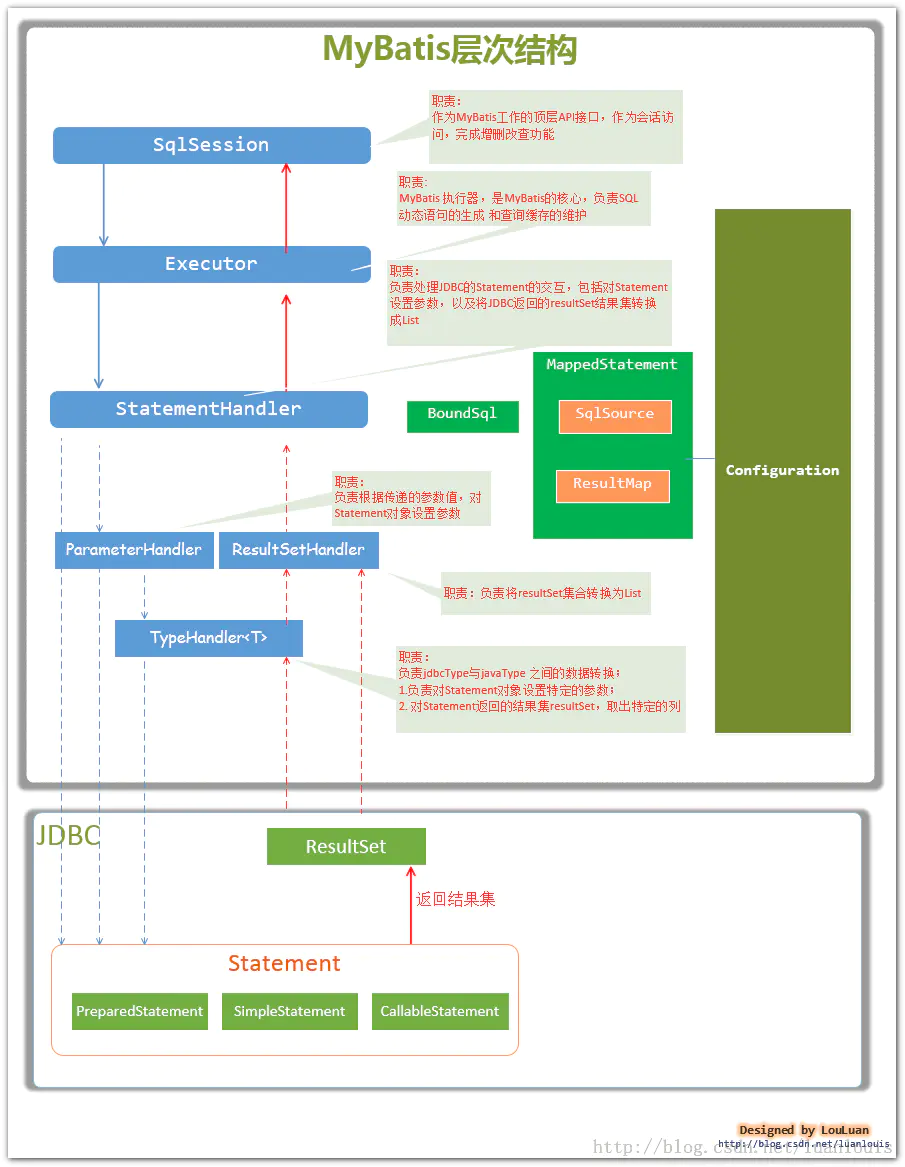 MyBatis层次结构
职责:
作为MyBatis工作的顶层API接口，作为会话访
问，完成增删改查功能
SqlSession
职责:
MyBatis 执行器，是MyBatis的核心，负责SQL
动态语句的生成 和查询缓存的维护
Executor
职责:
负责处理JDBC的Statement的交互，包括对Statement
设置参数，以及将JDBC返回的resultSet结果集转换
成List
StatementHandler
BoundSql
MappedStatement
SqlSource
ResultMap
Configuration
职责:
负责根据传递的参数值，对
Statement对象设置参数
ParameterHandler
ResultSetHandler
职责：负责将resultSet集合转换为List
TypeHandler<T>
职责:
负责jdbcType与javaType 之间的数据转换；
1.负责对Statement对象设置特定的参数；
2. 对Statement返回的结果集resultSet，取出特定的列
JDBC
ResultSet
返回结果集
Statement
PreparedStatement
SimpleStatement
CallableStatement
Designed by LouLuan
http://blog.csdn.net/luanlouis
http://blog.csdn.net/luanlouis